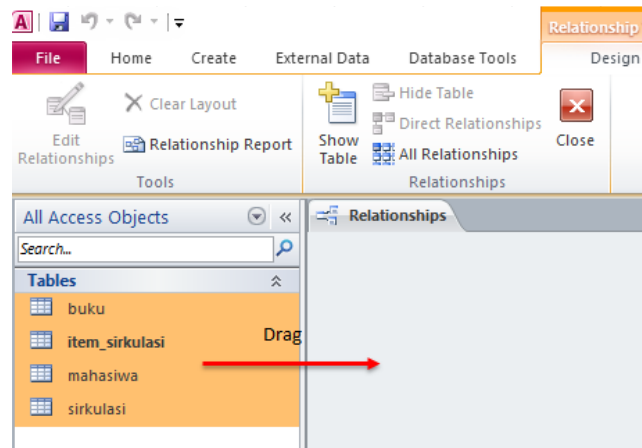 A
Relationship
File Home Create External Data Database Tools Design
Edit Relationships
Clear Layout
Relationship Report
Tools
Show Table
Hide Table
Direct Relationships
All Relationships
Relationships
Close
All Access Objects
Relationships
Search...
Tables
buku
item_sirkulasi
Drag
mahasiwa
sirkulasi